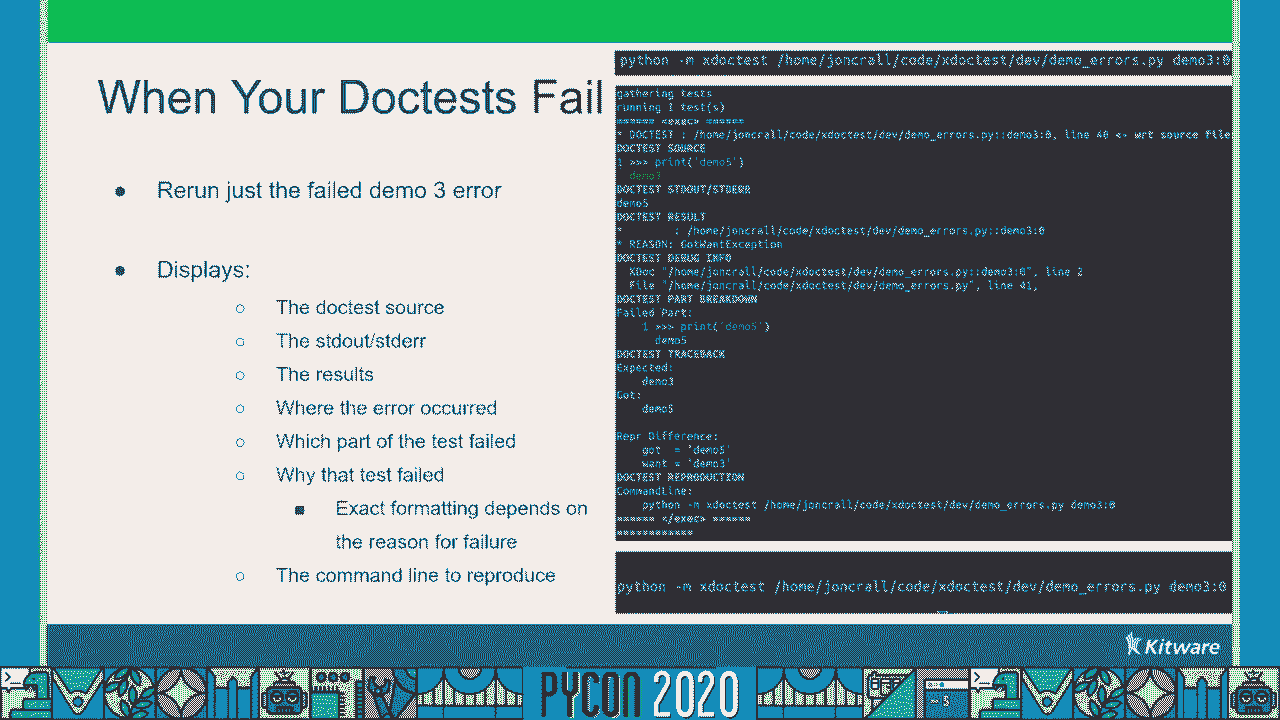 When Your Doctests Fail
● Rerun just the failed demo 3 error
● Displays:
○ The doctest source
○ The stdout/stderr
○ The results
○ Where the error occurred
○ Which part of the test failed
○ Why that test failed
■ Exact formatting depends on
the reason for failure
○ The command line to reproduce
python -m xdoctest /home/joncrall/code/xdoctest/dev/demo_errors.py demo3:0
gathering tests
running 1 test(s)
====== <exec> ======
* DOCTEST : /home/joncrall/code/xdoctest/dev/demo_errors.py::demo3:0, line 40 <- wrt source file
DOCTEST SOURCE
1 >>> print('demo5')
demo3
DOCTEST STDOUT/STDERR
demo5
DOCTEST RESULT
* : /home/joncrall/code/xdoctest/dev/demo_errors.py::demo3:0
* REASON: GotWantException
DOCTEST DEBUG INFO
XDoc "/home/joncrall/code/xdoctest/dev/demo_errors.py::demo3:0", line 2
File "/home/joncrall/code/xdoctest/dev/demo_errors.py", line 41,
DOCTEST PART BREAKDOWN
Failed Part:
1 >>> print('demo5')
demo5
DOCTEST TRACEBACK
Expected:
demo3
Got:
demo5
Repr Difference:
got = 'demo5'
want = 'demo3'
DOCTEST REPRODUCTION
CommandLine:
python -m xdoctest /home/joncrall/code/xdoctest/dev/demo_errors.py demo3:0
====== </exec> ======
============
python -m xdoctest /home/joncrall/code/xdoctest/dev/demo_errors.py demo3:0
Kitware
PYCON 2020
>_
~ $
>_